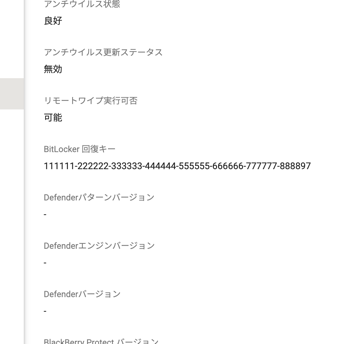 アンチウイルス状態
良好
アンチウイルス更新ステータス
無効
リモートワイプ実行可否
可能
BitLocker 回復キー
111111-222222-333333-444444-555555-666666-777777-888897
Defenderパターンバージョン
-
Defenderエンジンバージョン
-
Defenderバージョン
-
BlackBerry Protect バージョン